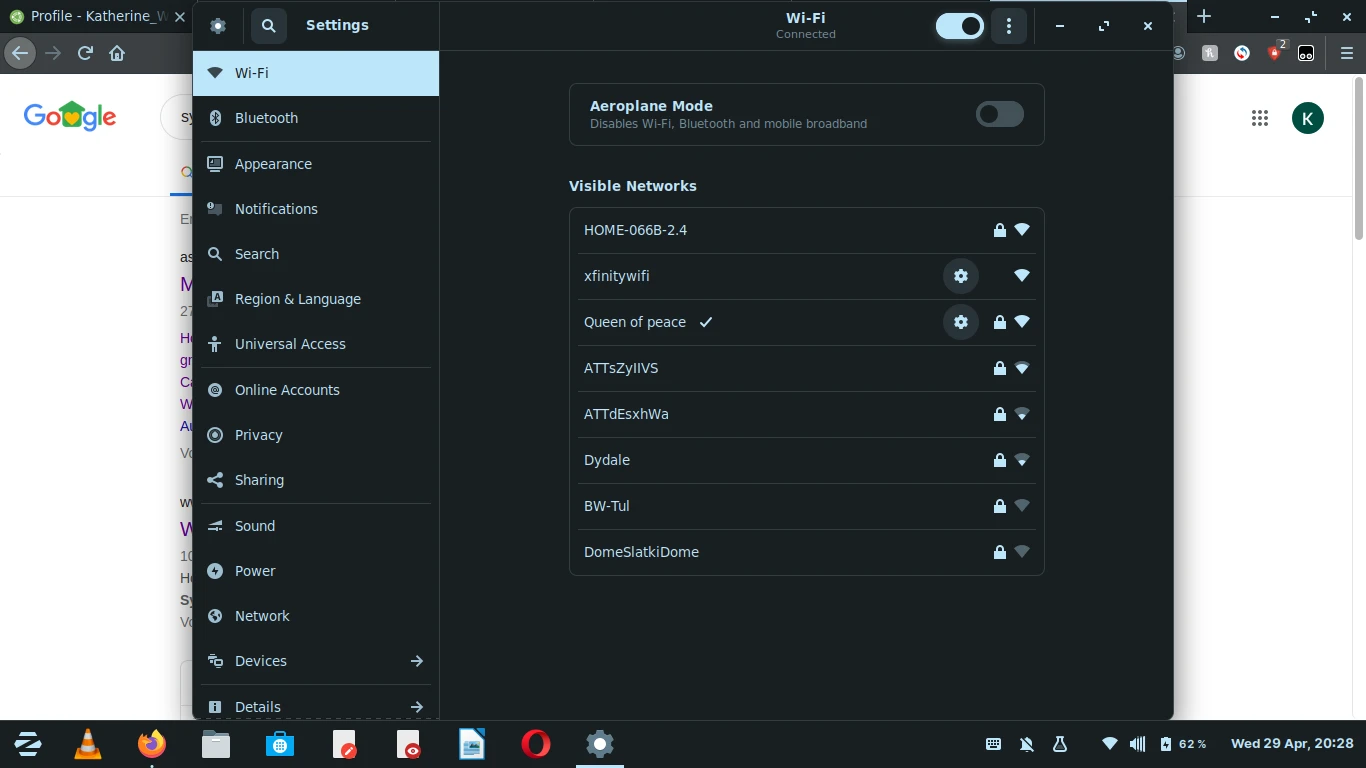 Profile - Katherine_W
Settings
Wi-Fi
Connected
2
Wi-Fi
Bluetooth
Appearance
Notifications
Search
Region & Language
Universal Access
Online Accounts
Privacy
Sharing
Sound
Power
Network
Devices
Details
Aeroplane Mode
Disables Wi-Fi, Bluetooth and mobile broadband
Visible Networks
HOME-066B-2.4
xfinitywifi
Queen of peace
ATTsZyIIVS
ATTdEsxhWa
Dydale
BW-Tul
DomeSlatkiDome
Google
K
62 %
Wed 29 Apr, 20:28